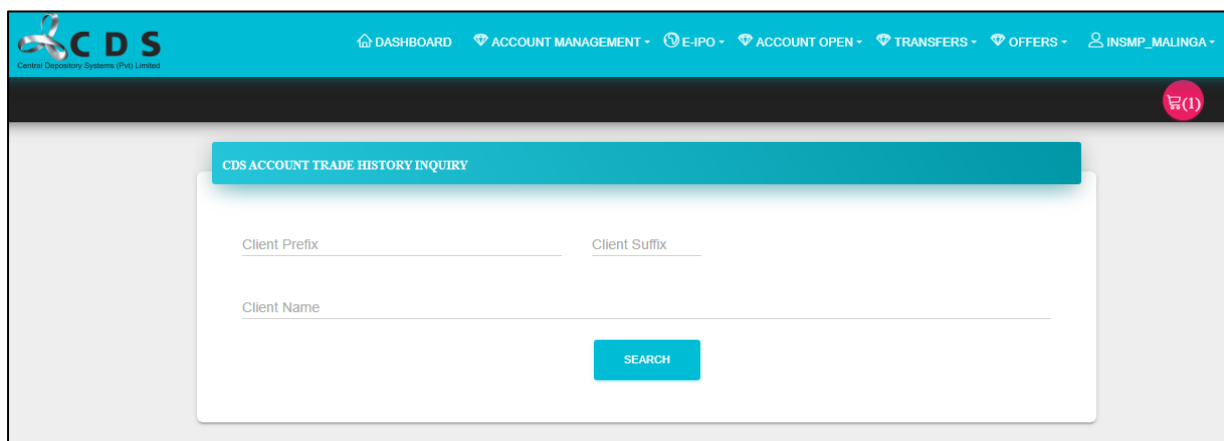 CDS
Central Depository Systems (Pvt) Limited
DASHBOARD ACCOUNT MANAGEMENT E-IPO ACCOUNT OPEN TRANSFERS OFFERS INSMP_MALINGA
(1)
CDS ACCOUNT TRADE HISTORY INQUIRY
Client Prefix Client Suffix
Client Name
SEARCH